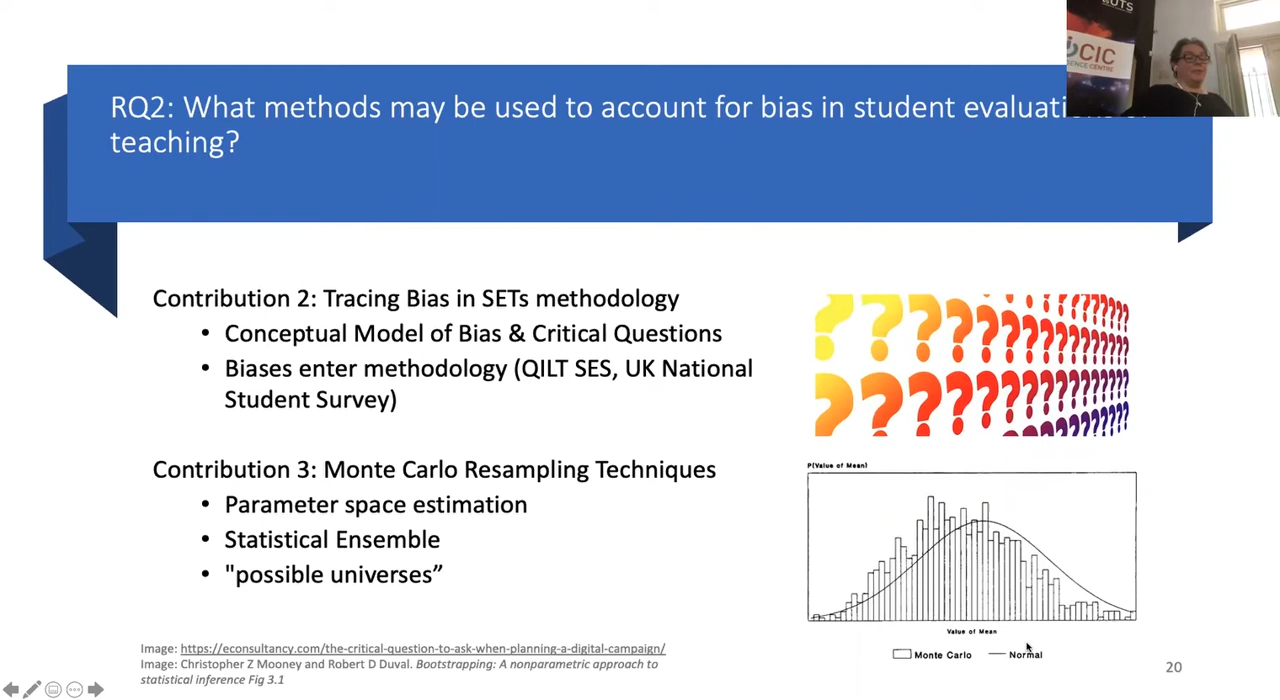 UTS
CIC
ENCE CENTRE
RQ2: What methods may be used to account for bias in student
teaching?
Contribution 2: Tracing Bias in SETs methodology
• Conceptual Model of Bias & Critical Questions
• Biases enter methodology (QILT SES, UK National
Student Survey)
Contribution 3: Monte Carlo Resampling Techniques
• Parameter space estimation
• Statistical Ensemble
• "possible universes”
P(Value of Mean)
Value of Mean
Monte Carlo
Normal
Image: https://econsultancy.com/the-critical-question-to-ask-when-planning-a-digital-campaign/
Image: Christopher Z Mooney and Robert D Duval. Bootstrapping: A nonparametric approach to
statistical inference Fig 3.1
20